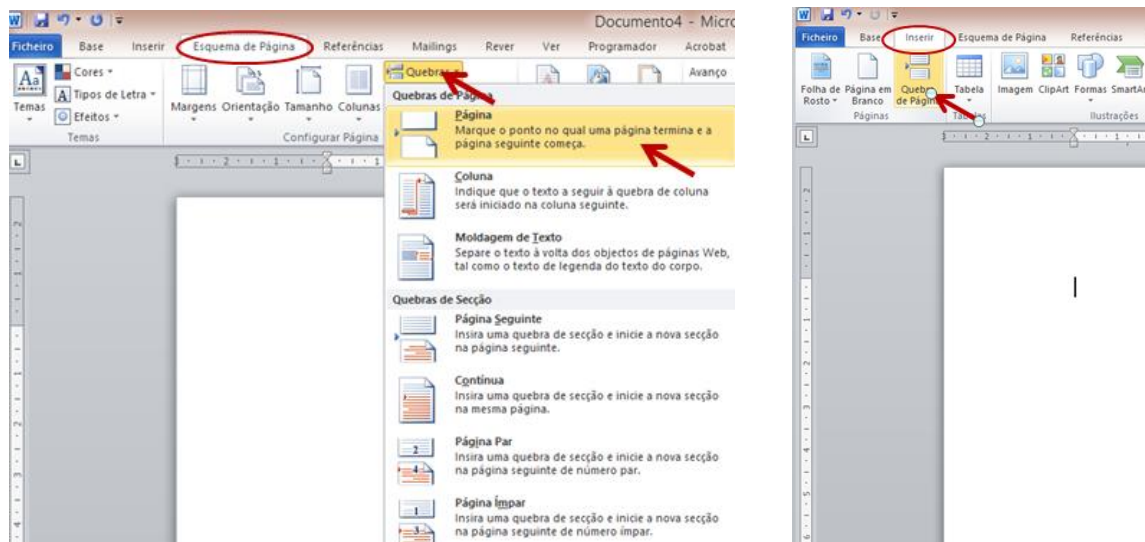 Documento4 - Micro
Ficheiro Base Inserir Esquema de Página Referências Mailings Rever Ver Programador Acrobat
Cores
Tipos de Letra
Efeitos
Temas
Margens Orientação Tamanho Colunas
Quebras
Avanço
Temas
Configurar Página
Quebras de Página
Página
Marque o ponto no qual uma página termina e a
página seguinte começa.
Coluna
Indique que o texto a seguir à quebra de coluna
será iniciado na coluna seguinte.
Moldagem de Texto
Separe o texto à volta dos objectos de páginas Web,
tal como o texto de legenda do texto do corpo.
Quebras de Secção
Página Seguinte
Insira uma quebra de secção e inicie a nova secção
na página seguinte.
Contínua
Insira uma quebra de secção e inicie a nova secção
na mesma página.
Página Par
Insira uma quebra de secção e inicie a nova secção
na página seguinte de número par.
Página Ímpar
Insira uma quebra de secção e inicie a nova secção
na página seguinte de número ímpar.
Ficheiro Base Inserir Esquema de Página Referências
Folha de Página em Quebra Tabela Imagem ClipArt Formas SmartAr
Rosto Branco de Página
Páginas Ilustrações